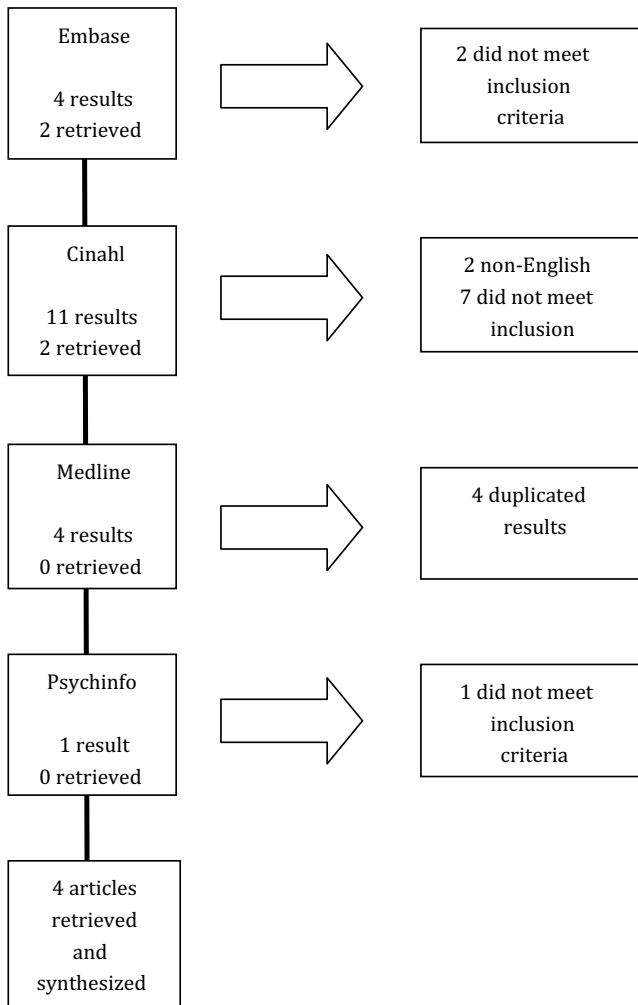 Embase
4 results
2 retrieved
2 did not meet
inclusion
criteria
Cinahl
11 results
2 retrieved
2 non-English
7 did not meet
inclusion
Medline
4 results
0 retrieved
4 duplicated
results
Psychinfo
1 result
0 retrieved
1 did not meet
inclusion
criteria
4 articles
retrieved
and
synthesized